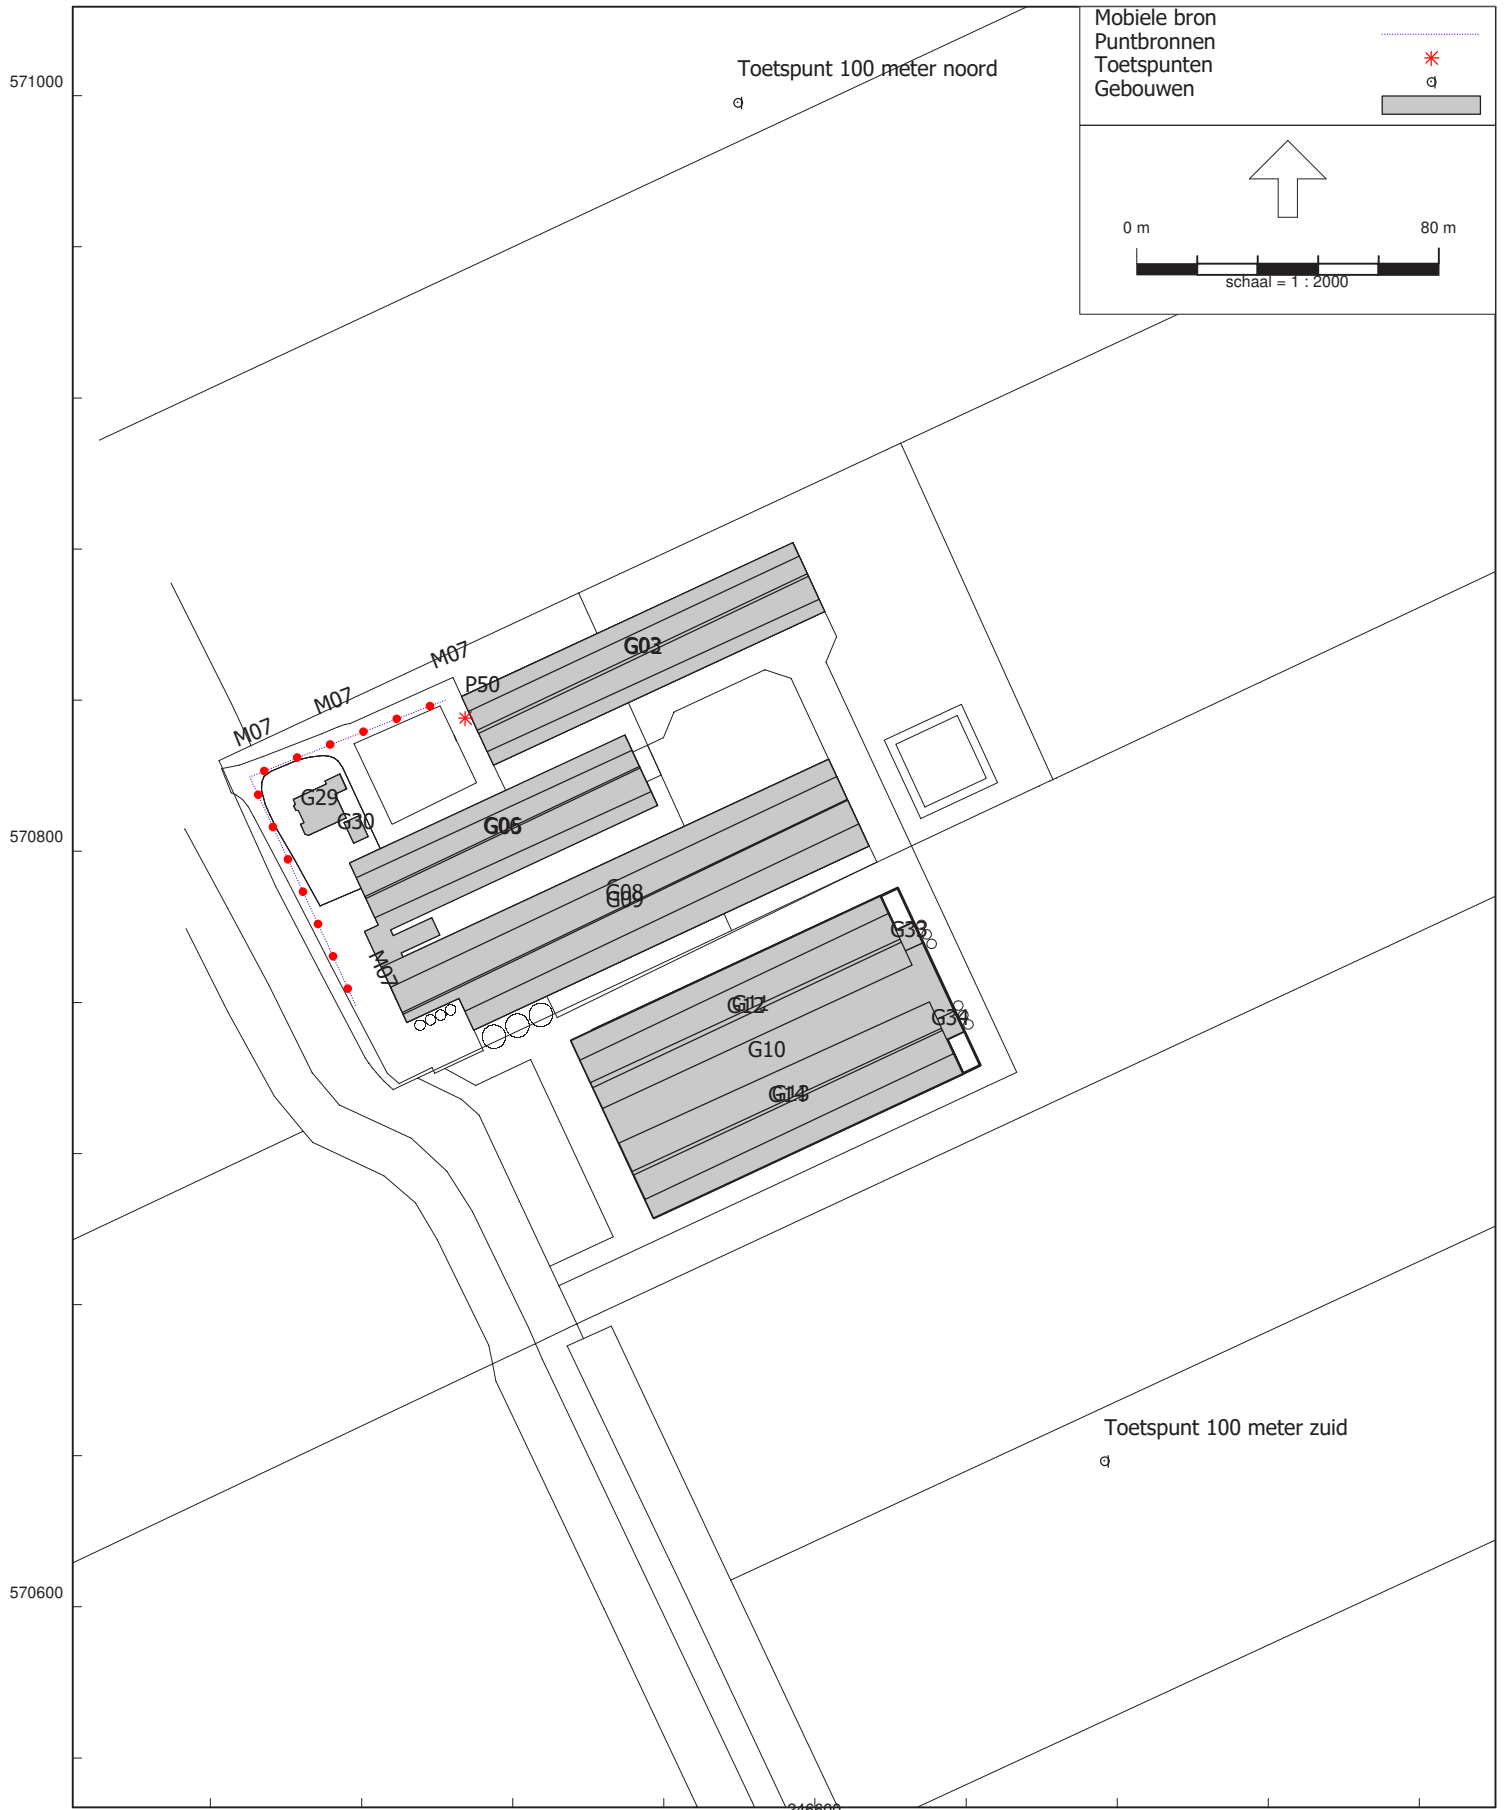 Mobiele bron
Puntbronnen
Toetspunten
Gebouwen
0 m 80 m
schaal = 1 : 2000
571000
Toetspunt 100 meter noord
M07
M07
M07
P50
G03
G29
G30
G06
570800
G08
G09
M07
G33
G12
G34
G10
Toetspunt 100 meter zuid
570600